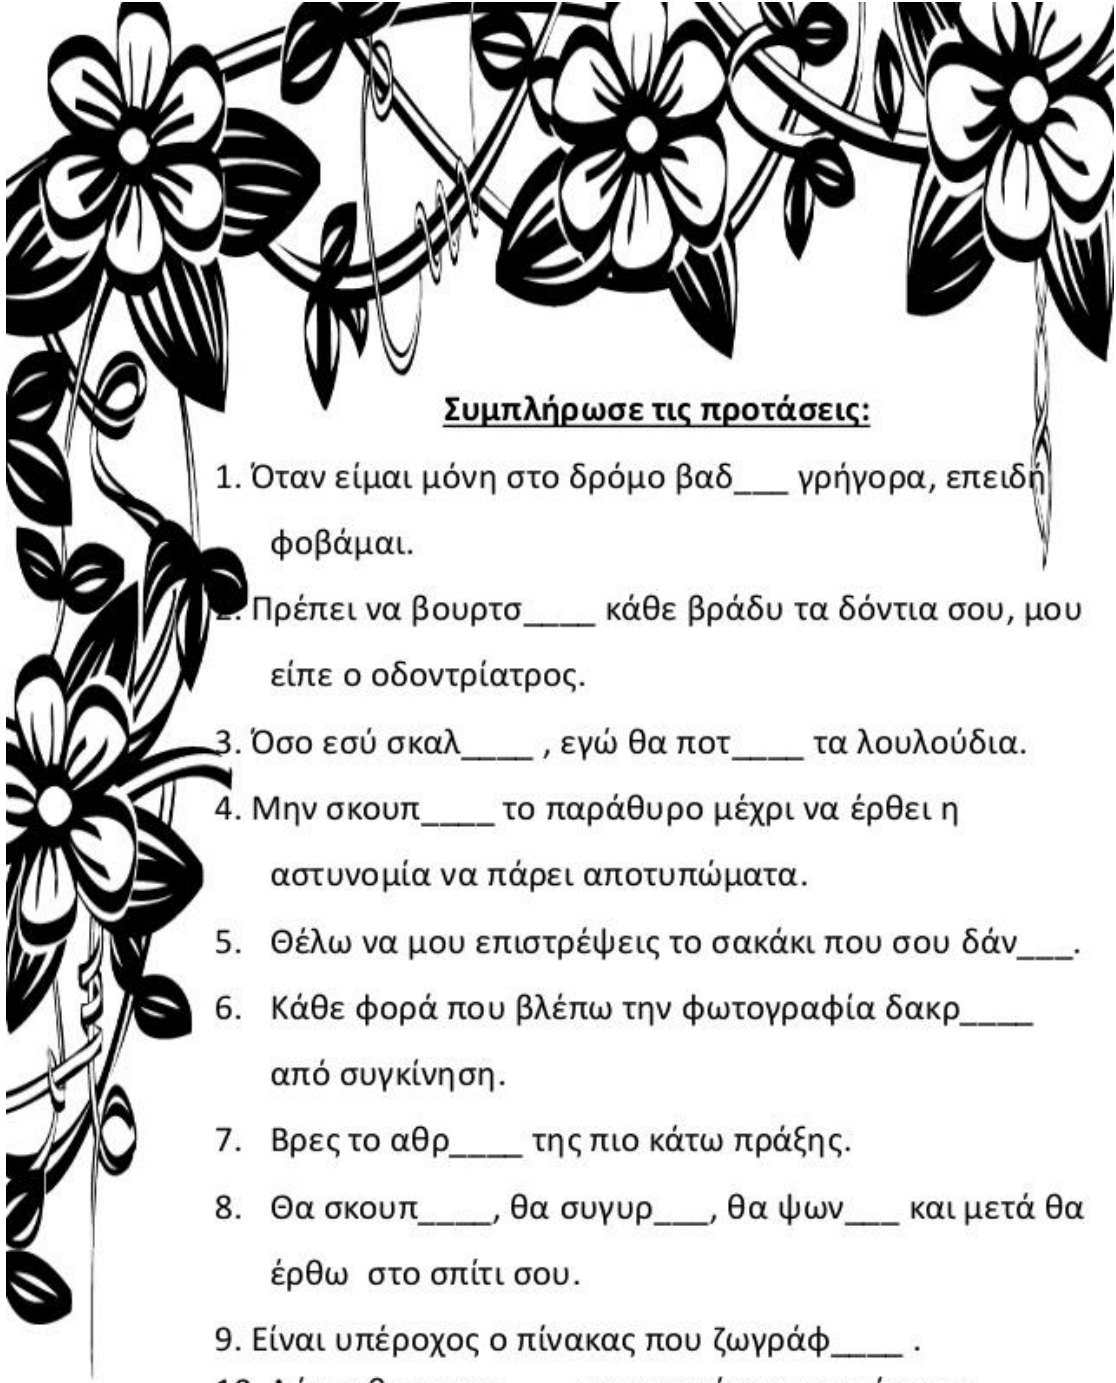 Συμπλήρωσε τις προτάσεις:
1. Όταν είμαι μόνη στο δρόμο βαδ___ γρήγορα, επειδή
φοβάμαι.
2. Πρέπει να βουρτσ____ κάθε βράδυ τα δόντια σου, μου
είπε ο οδοντρίατρος.
3. Όσο εσύ σκαλ____ , εγώ θα ποτ____ τα λουλούδια.
4. Μην σκουπ____ το παράθυρο μέχρι να έρθει η
αστυνομία να πάρει αποτυπώματα.
5. Θέλω να μου επιστρέψεις το σακάκι που σου δάν___.
6. Κάθε φορά που βλέπω την φωτογραφία δακρ____
από συγκίνηση.
7. Βρες το αθρ____ της πιο κάτω πράξης.
8. Θα σκουπ____, θα συγυρ___, θα ψων___ και μετά θα
έρθω στο σπίτι σου.
9. Είναι υπέροχος ο πίνακας που ζωγράφ____ .